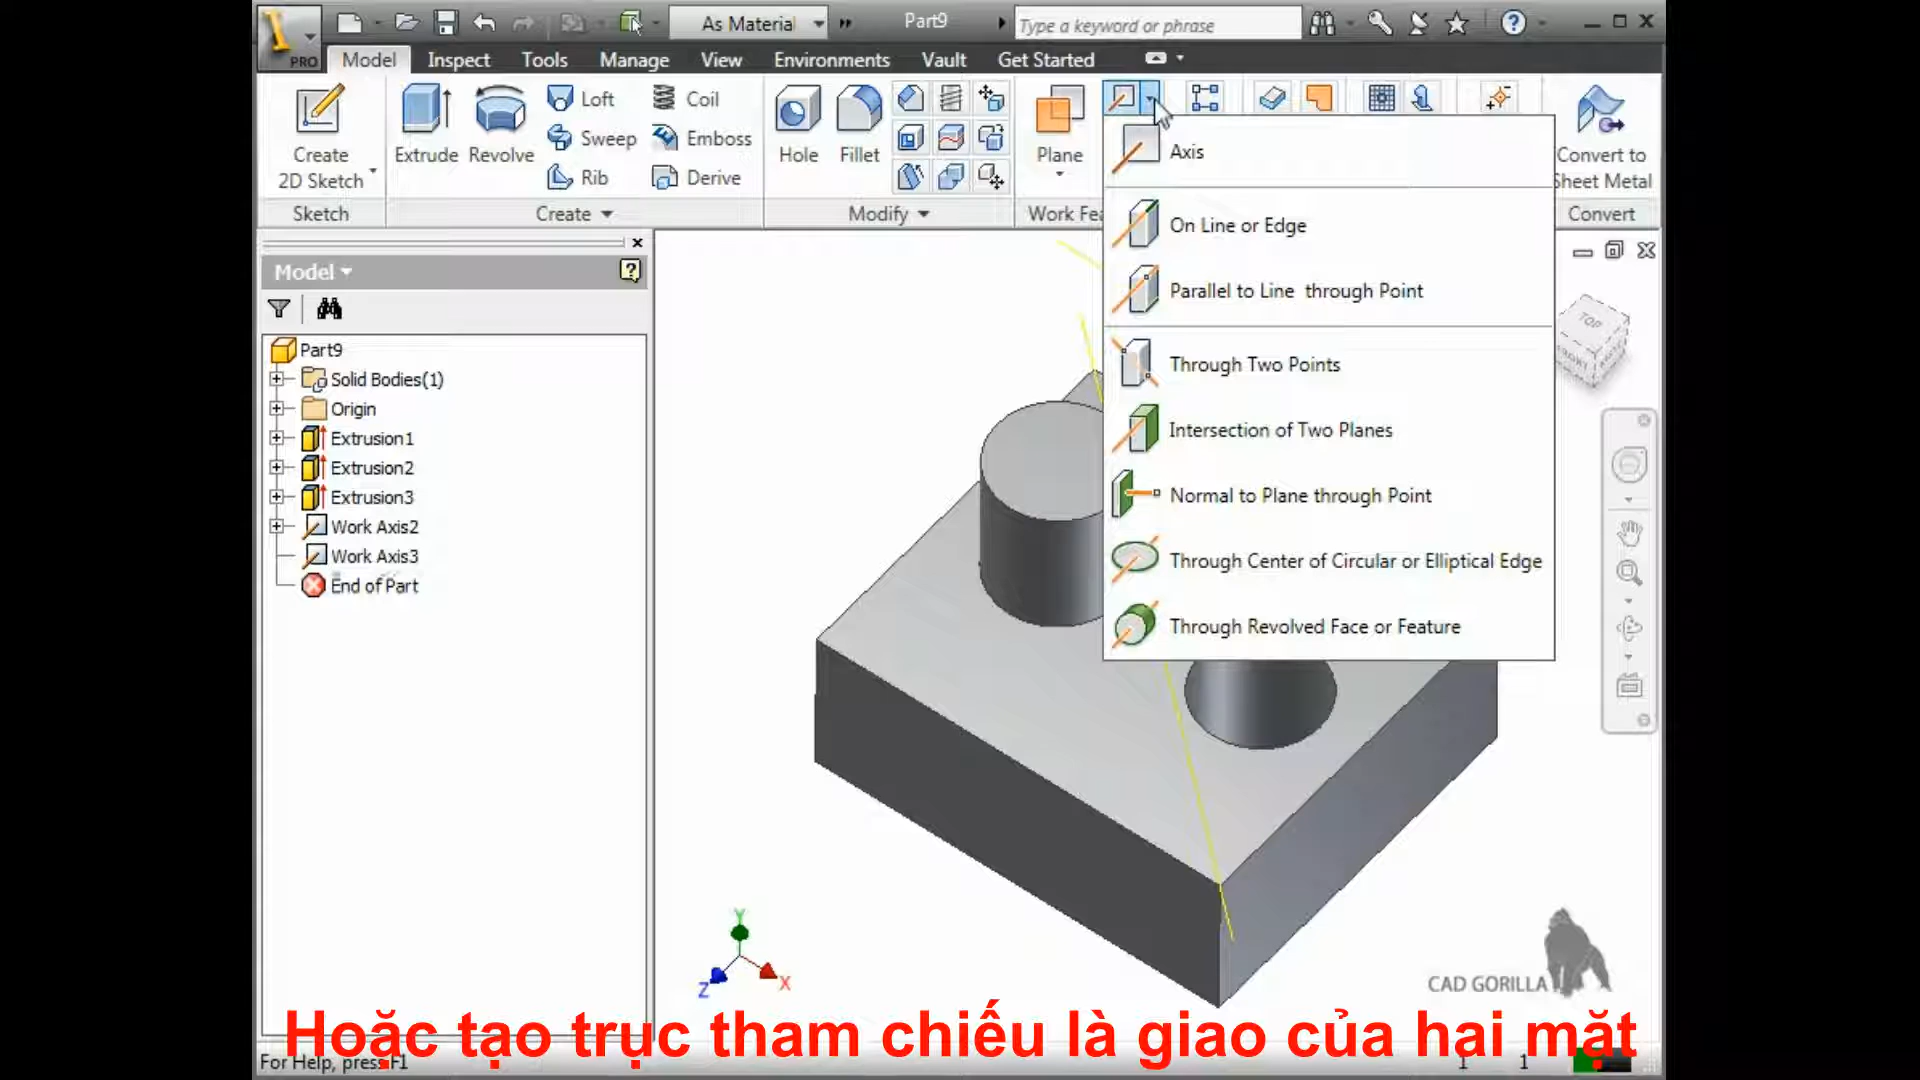 PRO
As Material
Part9
Type a keyword or phrase
Model
Inspect
Tools
Manage
View
Environments
Vault
Get Started
Create
2D Sketch
Sketch
Extrude
Revolve
Loft
Sweep
Rib
Coil
Emboss
Derive
Create
Hole
Fillet
Modify
Plane
Work Fea
Axis
On Line or Edge
Parallel to Line through Point
Through Two Points
Intersection of Two Planes
Normal to Plane through Point
Through Center of Circular or Elliptical Edge
Through Revolved Face or Feature
Convert to
Sheet Metal
Convert
Model
Part9
Solid Bodies(1)
Origin
Extrusion1
Extrusion2
Extrusion3
Work Axis2
Work Axis3
End of Part
TOP
Y
X
Z
CAD GORILLA
Hoặc tạo trục tham chiếu là giao của hai mặt
For Help, press F1
1
1